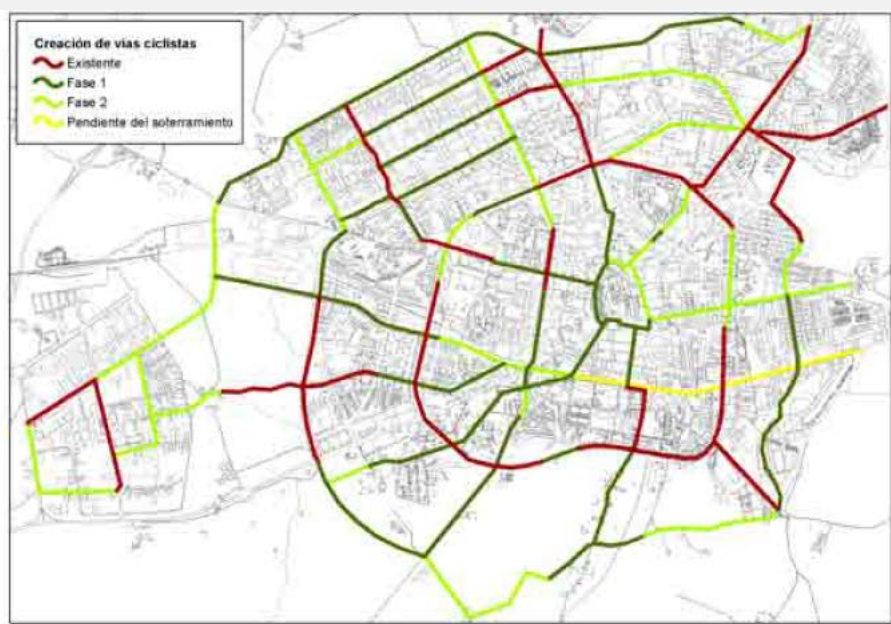 Creación de vías ciclistas
Existente
Fase 1
Fase 2
Pendiente del soterramiento